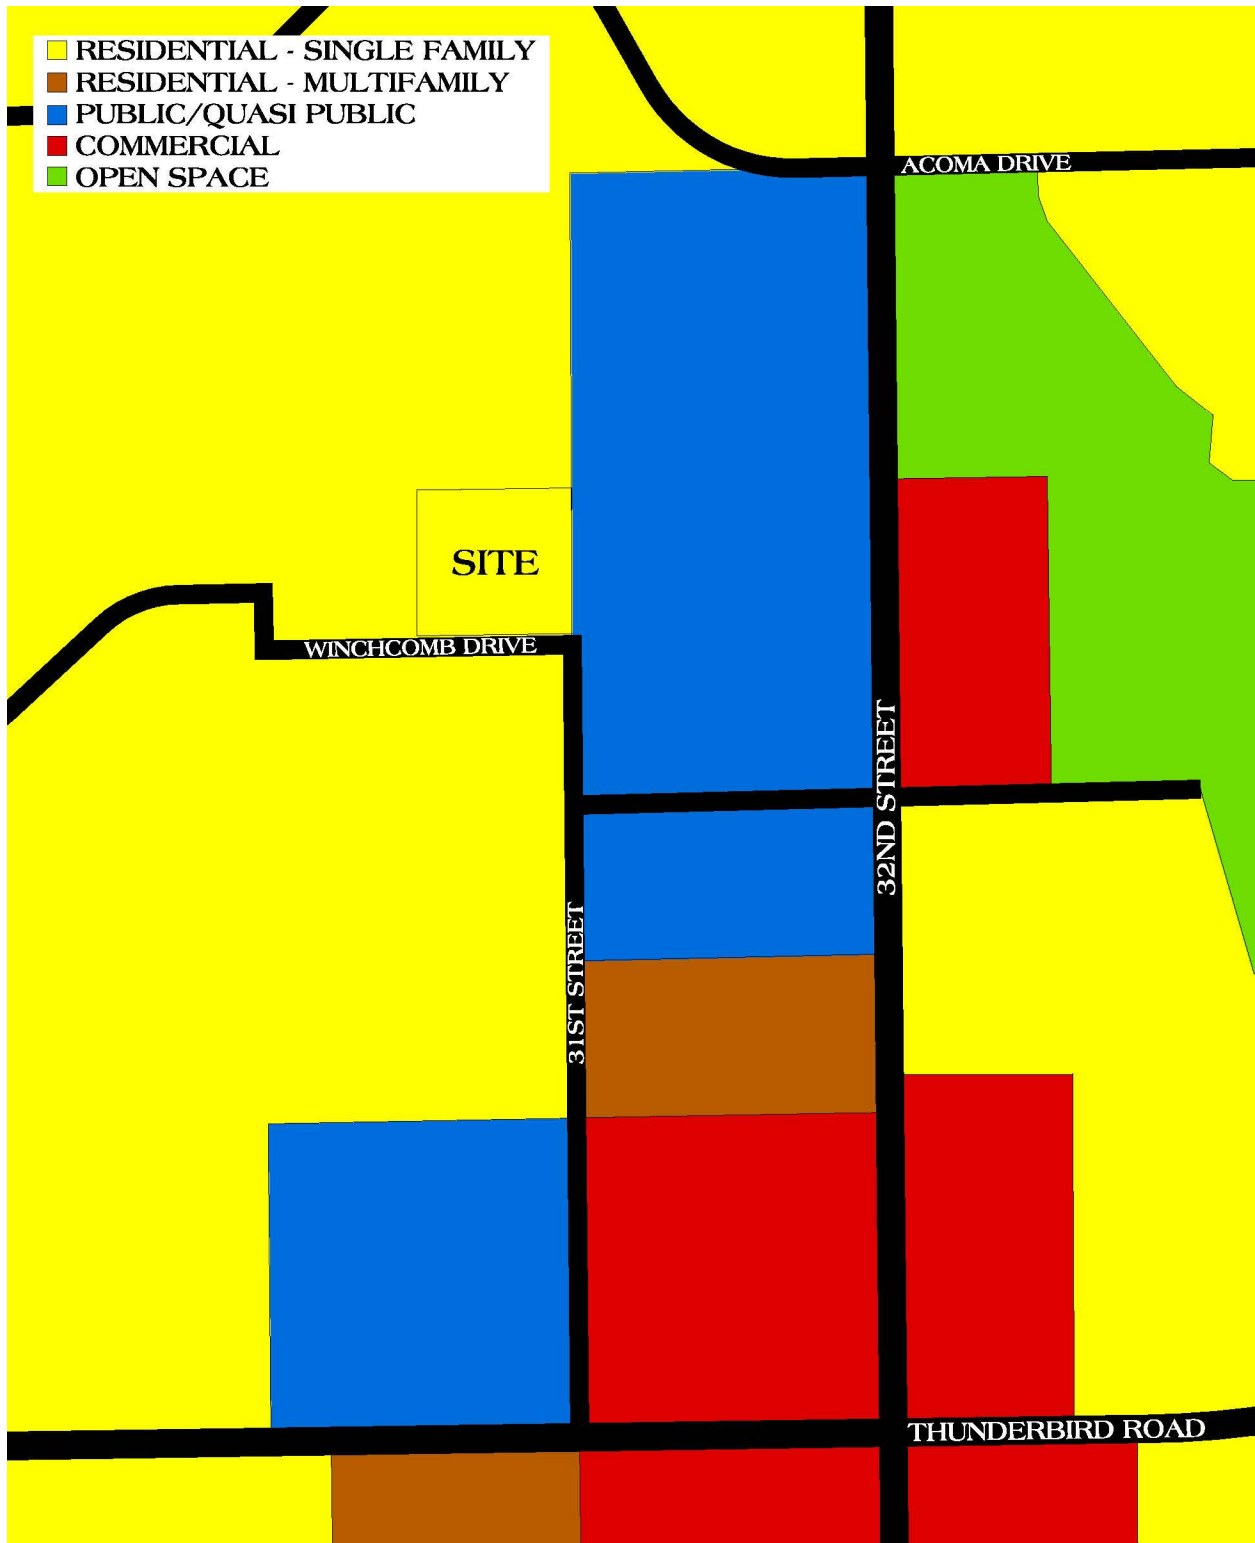 RESIDENTIAL - SINGLE FAMILY
RESIDENTIAL - MULTIFAMILY
PUBLIC/QUASI PUBLIC
COMMERCIAL
OPEN SPACE
ACOMA DRIVE
SITE
WINCHCOMB DRIVE
32ND STREET
31ST STREET
THUNDERBIRD ROAD